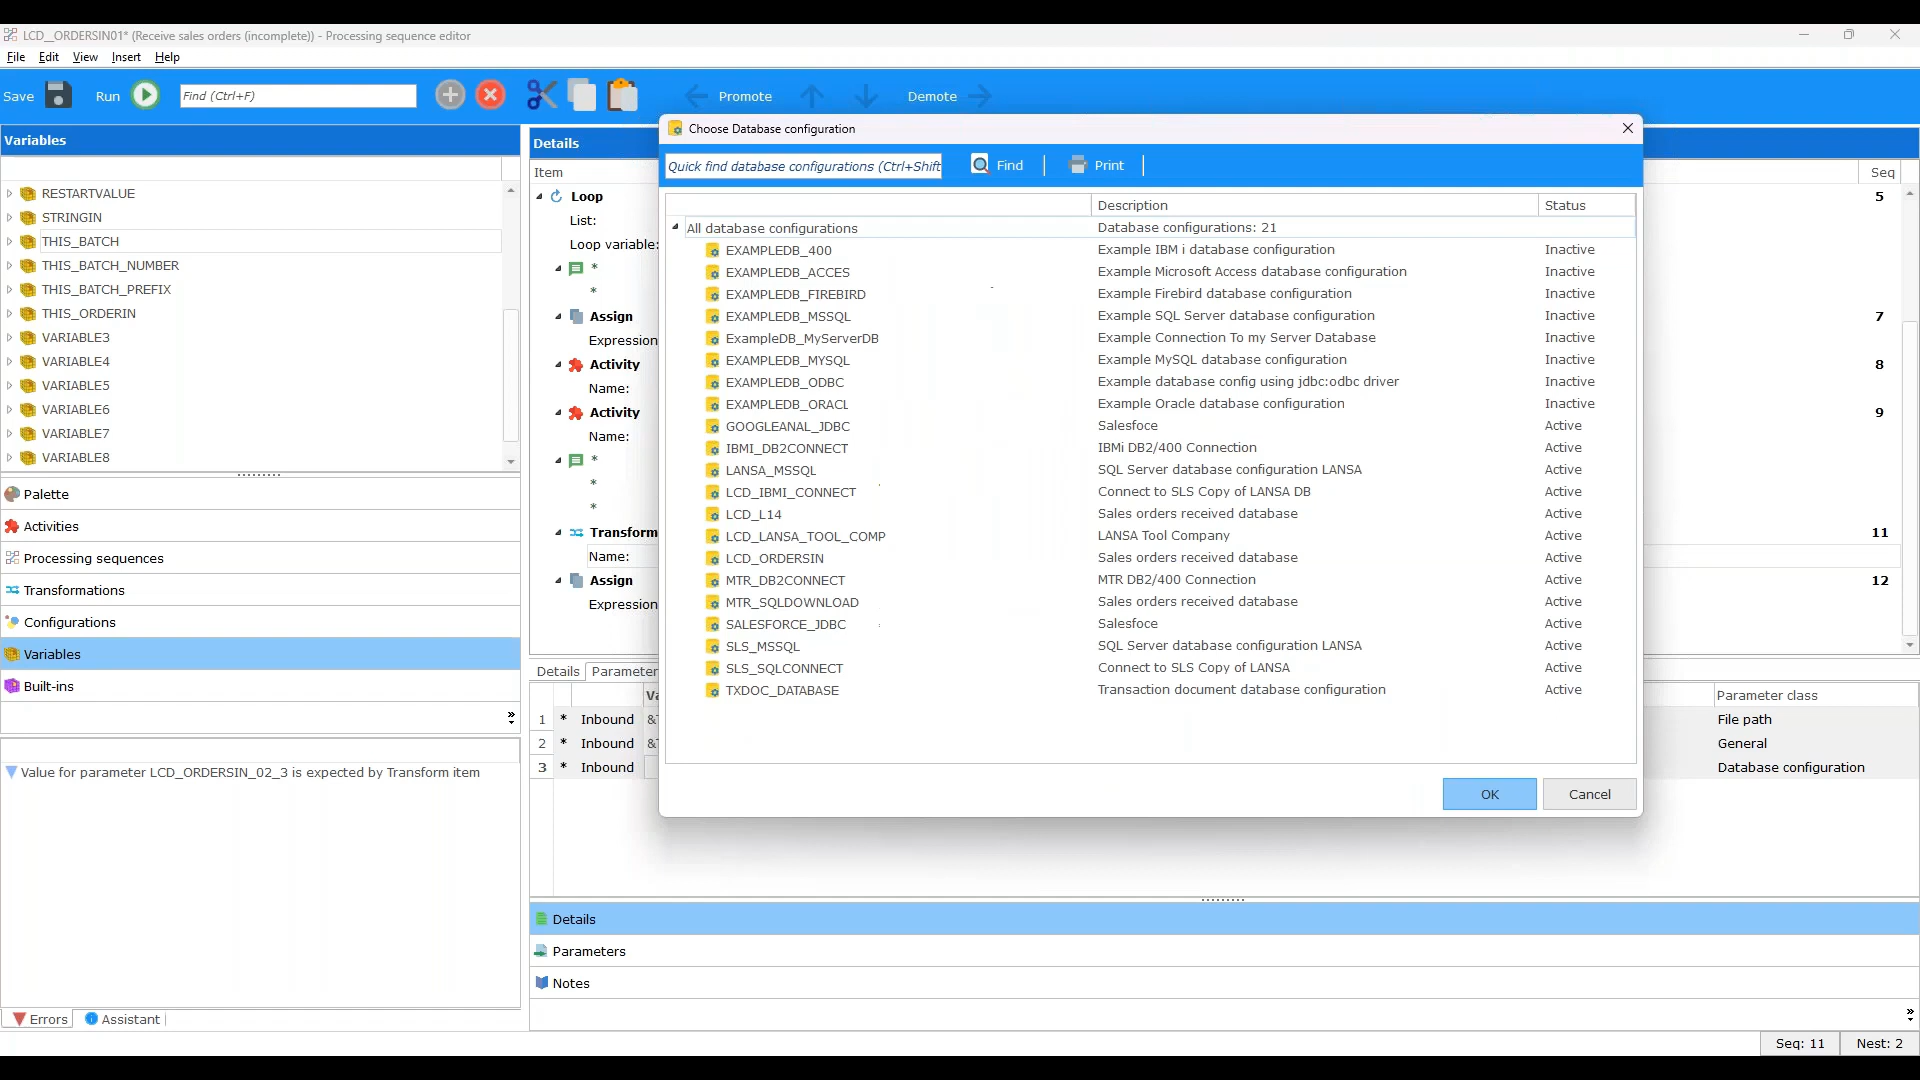 LCD__ORDERSIN01* (Receive sales orders (incomplete)) - Processing sequence editor
File Edit View Insert Help
Save Run Find (Ctrl+F) Promote Demote
Variables
RESTARTVALUE
STRINGIN
THIS_BATCH
THIS_BATCH_NUMBER
THIS_BATCH_PREFIX
THIS_ORDERIN
VARIABLE3
VARIABLE4
VARIABLE5
VARIABLE6
VARIABLE7
VARIABLE8
Palette
Activities
Processing sequences
Transformations
Configurations
Variables
Built-ins
Value for parameter LCD_ORDERSIN_02_3 is expected by Transform item
Errors Assistant
Details
Item Seq
Loop 5
List:
Loop variable:
*
*
Assign 7
Expression
Activity 8
Name:
Activity 9
Name:
*
*
*
Transform 11
Name:
Assign 12
Expression
Details Parameter
Parameter class
1 * Inbound File path
2 * Inbound General
3 * Inbound Database configuration
Choose Database configuration
Quick find database configurations (Ctrl+Shift Find Print
Description Status
All database configurations Database configurations: 21
EXAMPLEDB_400 Example IBM i database configuration Inactive
EXAMPLEDB_ACCES Example Microsoft Access database configuration Inactive
EXAMPLEDB_FIREBIRD Example Firebird database configuration Inactive
EXAMPLEDB_MSSQL Example SQL Server database configuration Inactive
ExampleDB_MyServerDB Example Connection To my Server Database Inactive
EXAMPLEDB_MYSQL Example MySQL database configuration Inactive
EXAMPLEDB_ODBC Example database config using jdbc:odbc driver Inactive
EXAMPLEDB_ORACL Example Oracle database configuration Inactive
GOOGLEANAL_JDBC Salesfoce Active
IBMI_DB2CONNECT IBMi DB2/400 Connection Active
LANSA_MSSQL SQL Server database configuration LANSA Active
LCD_IBMI_CONNECT Connect to SLS Copy of LANSA DB Active
LCD_L14 Sales orders received database Active
LCD_LANSA_TOOL_COMP LANSA Tool Company Active
LCD_ORDERSIN Sales orders received database Active
MTR_DB2CONNECT MTR DB2/400 Connection Active
MTR_SQLDOWNLOAD Sales orders received database Active
SALESFORCE_JDBC Salesfoce Active
SLS_MSSQL SQL Server database configuration LANSA Active
SLS_SQLCONNECT Connect to SLS Copy of LANSA Active
TXDOC_DATABASE Transaction document database configuration Active
OK Cancel
Details
Parameters
Notes
Seq: 11 Nest: 2